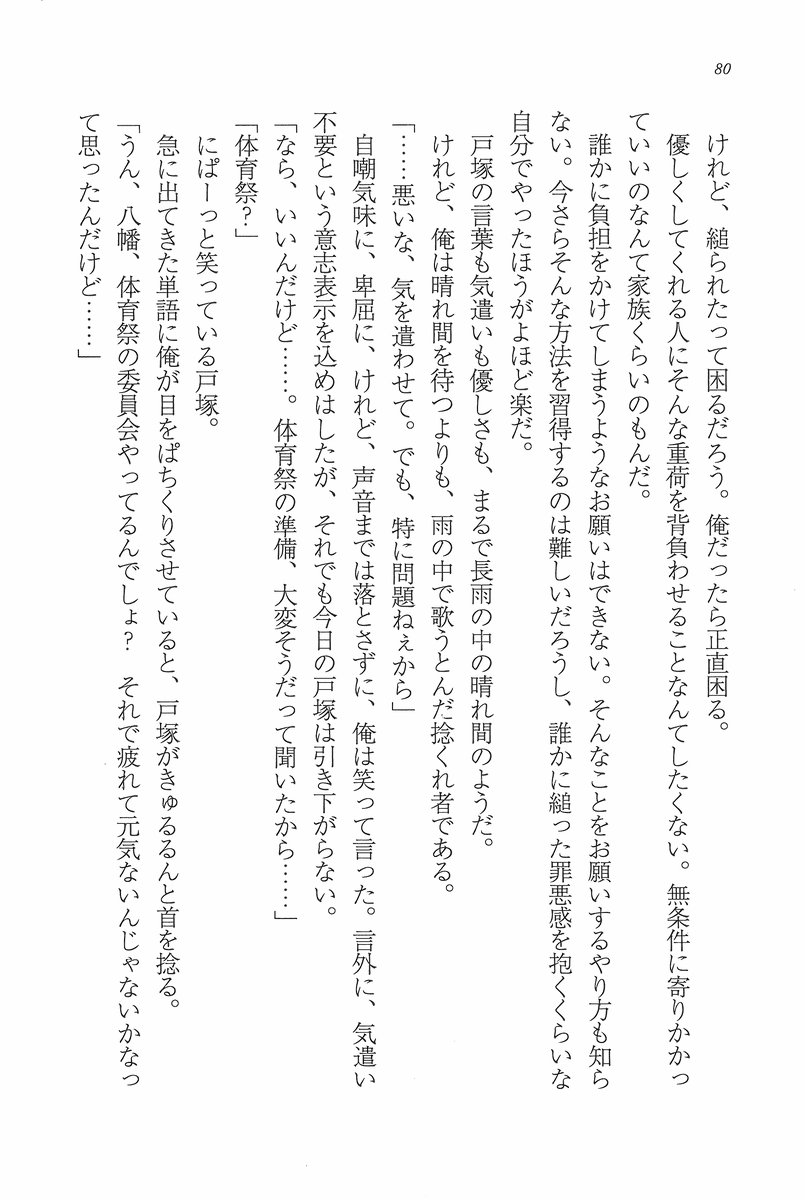 80
けれど、縋られたって困るだろう。俺だったら正直困る。
優しくしてくれる人にそんな重荷を背負わせることなんてしたくない。無条件に寄りかかっ
ていいのなんて家族くらいのもんだ。
誰かに負担をかけてしまうようなお願いはできない。そんなことをお願いするやり方も知ら
ない。今さらそんな方法を習得するのは難しいだろうし、誰かに縋った罪悪感を抱くくらいな
自分でやったほうがよほど楽だ。
戸塚の言葉も気遣いも優しさも、まるで長雨の中の晴れ間のようだ。
けれど、俺は晴れ間を待つよりも、雨の中で歌うとんだ捻くれ者である。
「……悪いな、気を遣わせて。でも、特に問題ねぇから」
自嘲気味に、卑屈に、けれど、声音までは落とさずに、俺は笑って言った。言外に、気遣い
不要という意志表示を込めはしたが、それでも今日の戸塚は引き下がらない。
「なら、いいんだけど……。体育祭の準備、大変そうだって聞いたから……」
「体育祭？」
にぱーっと笑っている戸塚。
急に出てきた単語に俺が目をぱちくりさせていると、戸塚がきゅるるんと首を捻る。
「うん、八幡、体育祭の委員会やってるんでしょ？　それで疲れて元気ないんじゃないかなっ
て思ったんだけど……」